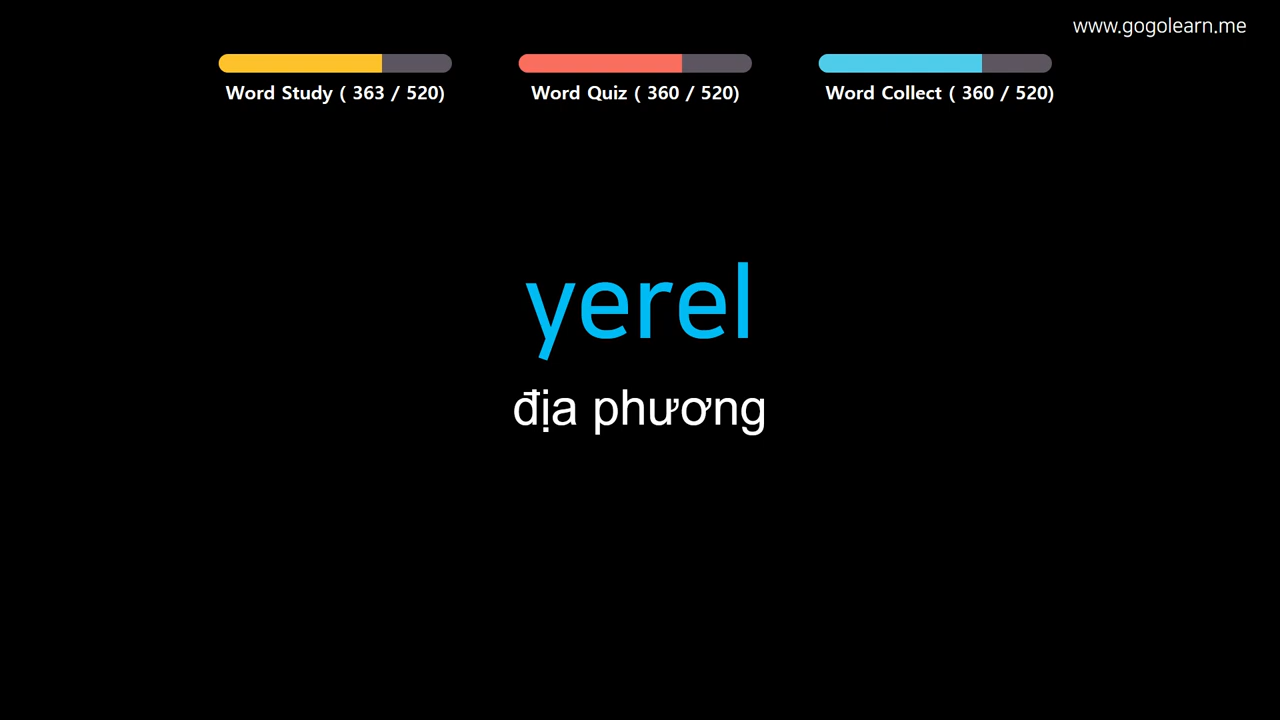 www.gogolearn.me
Word Study ( 363 / 520)
Word Quiz ( 360 / 520)
Word Collect ( 360 / 520)
yerel
địa phương